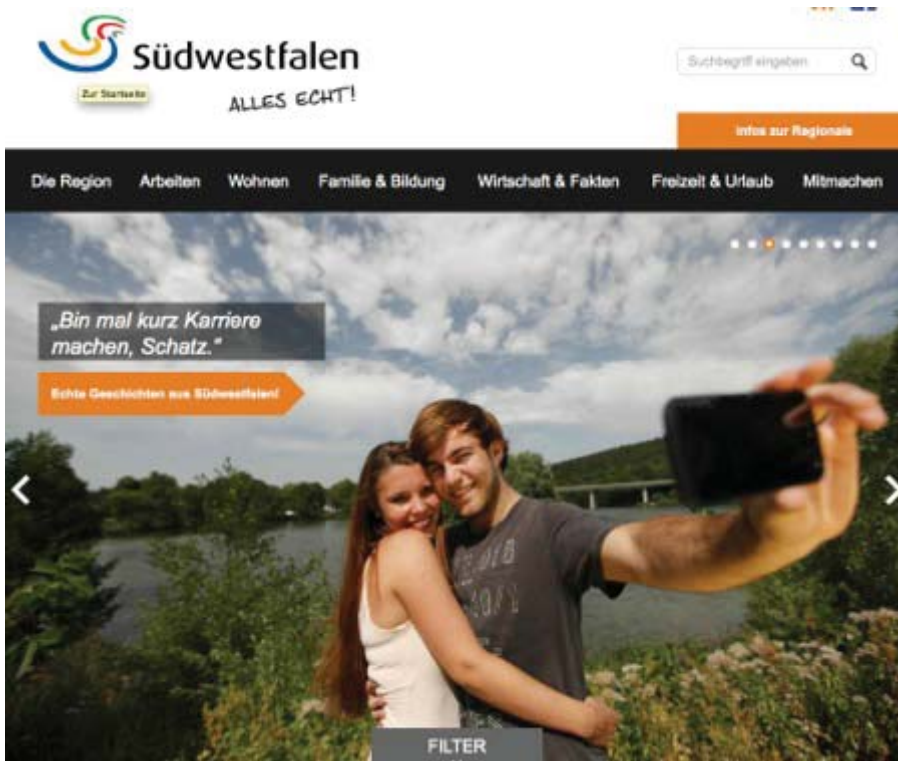 Südwestfalen
ALLES ECHT!
Zur Startseite
Suchbegriff eingeben
Infos zur Regionale
Die Region Arbeiten Wohnen Familie & Bildung Wirtschaft & Fakten Freizeit & Urlaub Mitmachen
„Bin mal kurz Karriere
machen, Schatz.“
Echte Geschichten aus Südwestfalen!
FILTER